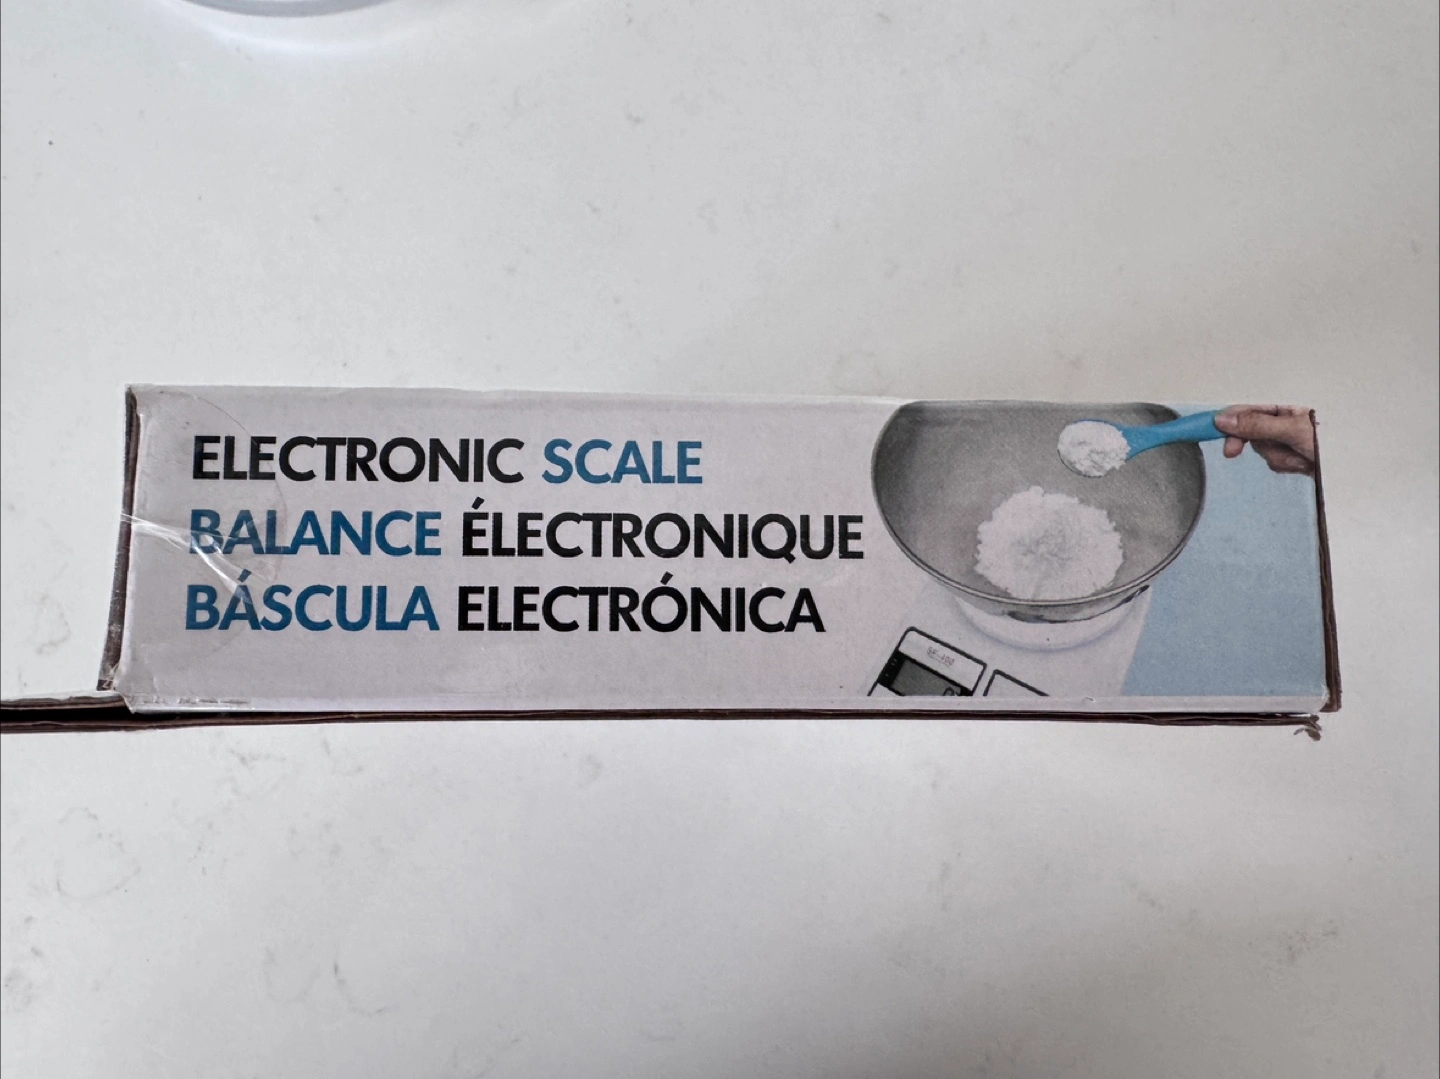 ELECTRONIC SCALE
BALANCE ÉLECTRONIQUE
BÁSCULA ELECTRÓNICA